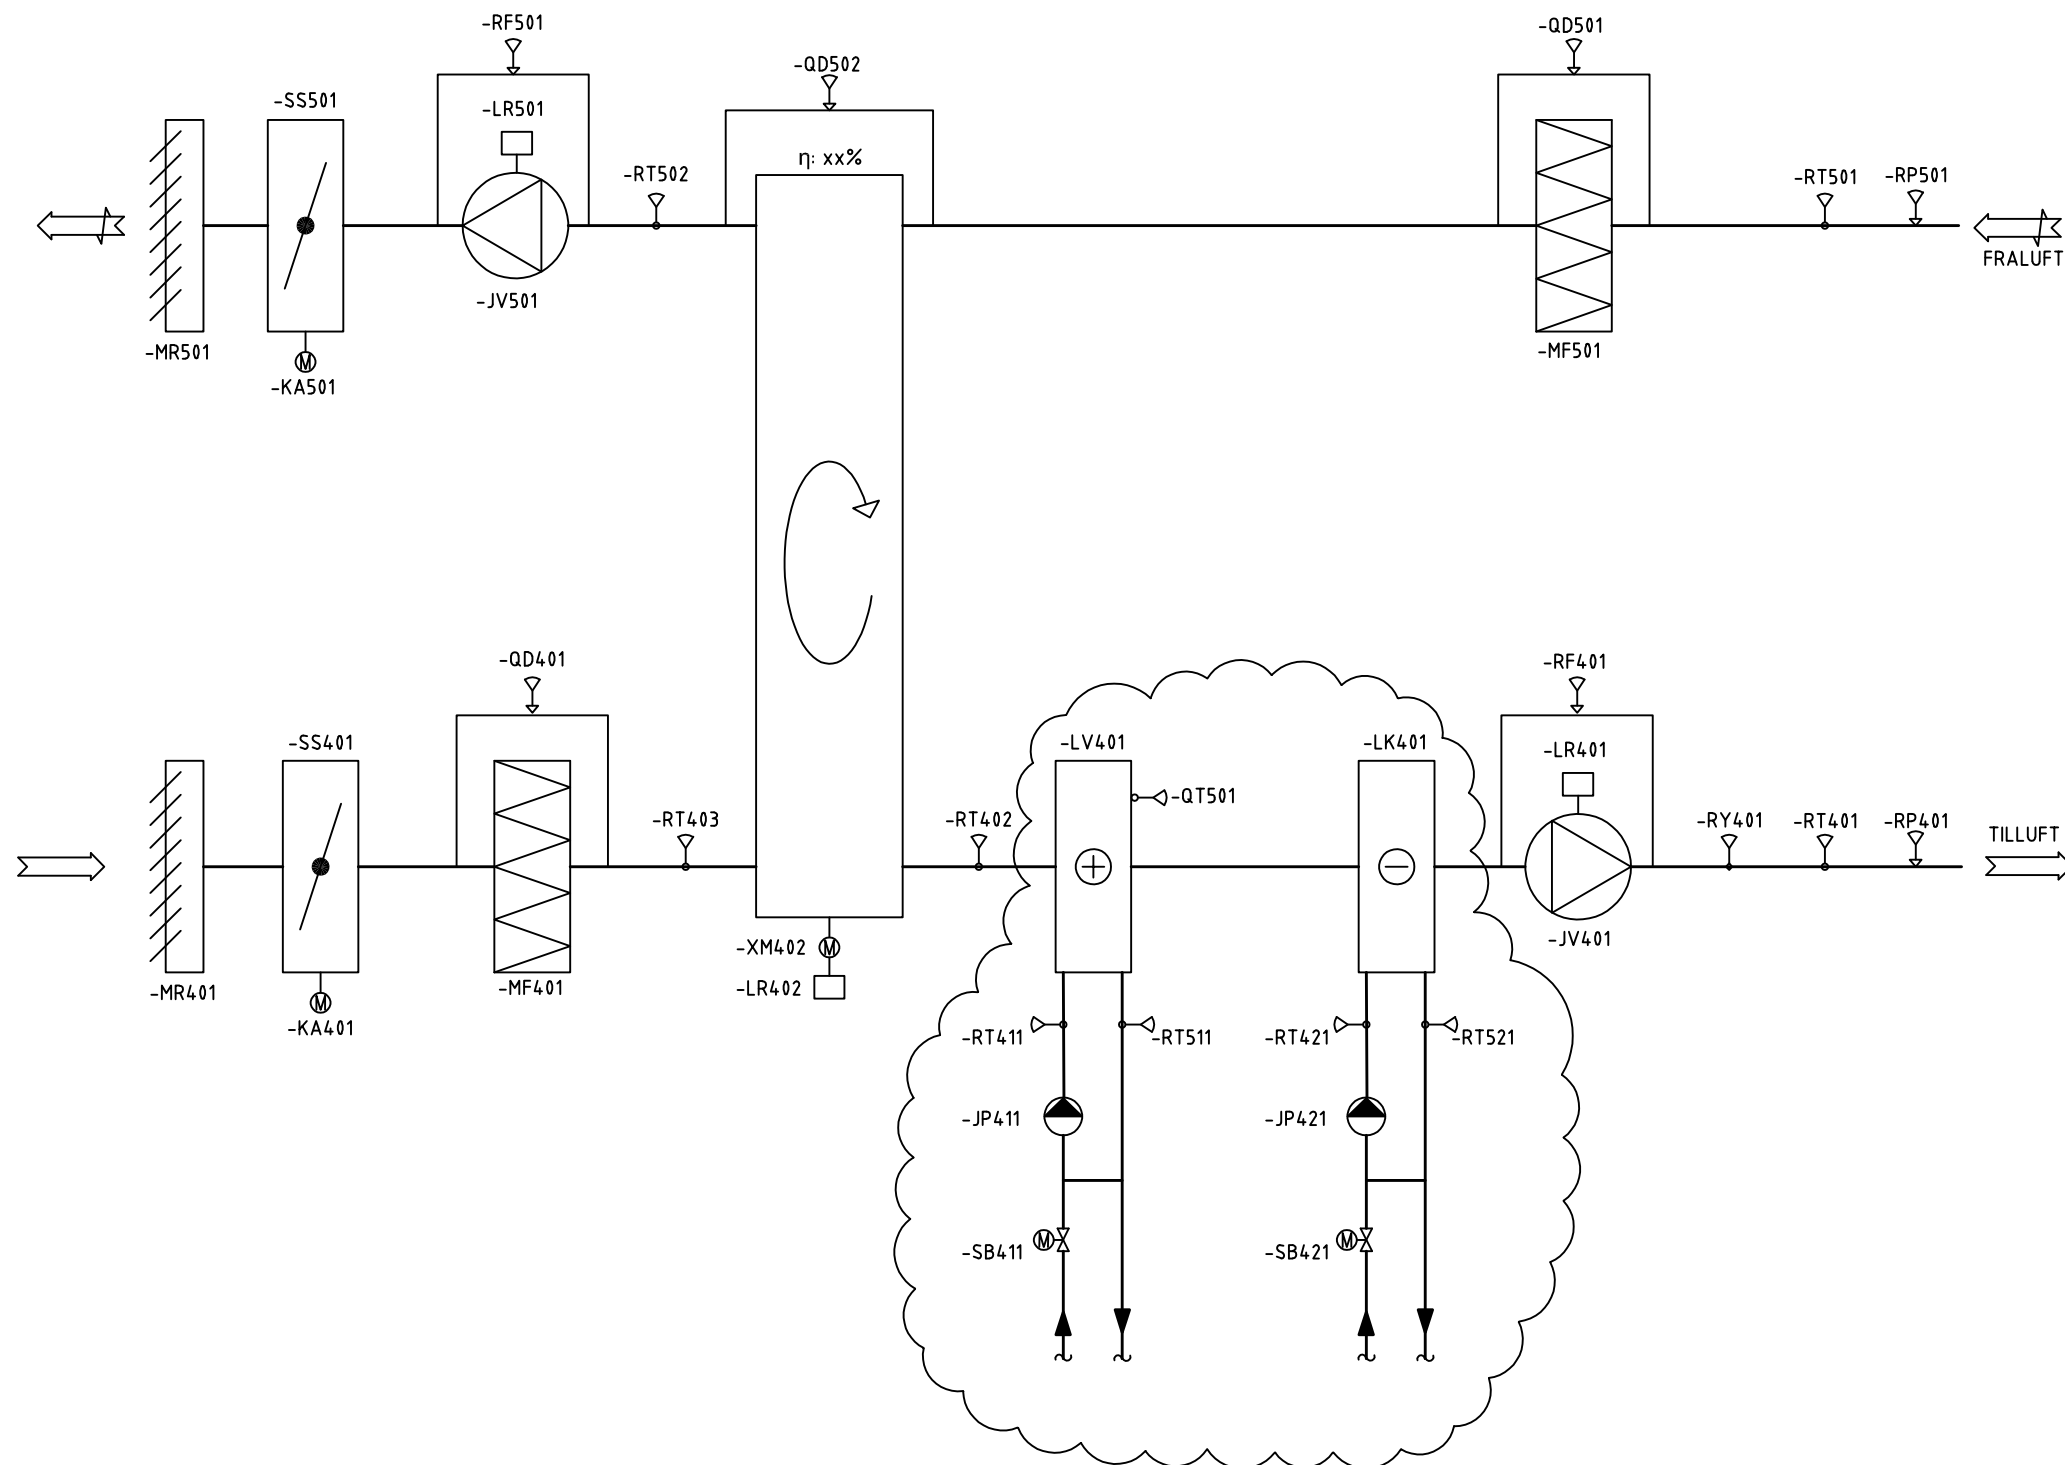 -RF501
-QD501
-QD502
-SS501
-LR501
η: xx%
-RT502
-RT501
-RP501
FRALUFT
-JV501
-MR501
-MF501
M
-KA501
-QD401
-RF401
-SS401
-LV401
-LK401
-LR401
-QT501
-RT403
-RT402
-RY401
-RT401
-RP401
TILLUFT
-JV401
-XM402 M
-LR402
-MR401
-MF401
M
-KA401
-RT411
-RT511
-RT421
-RT521
-JP411
-JP421
-SB411 M
-SB421 M